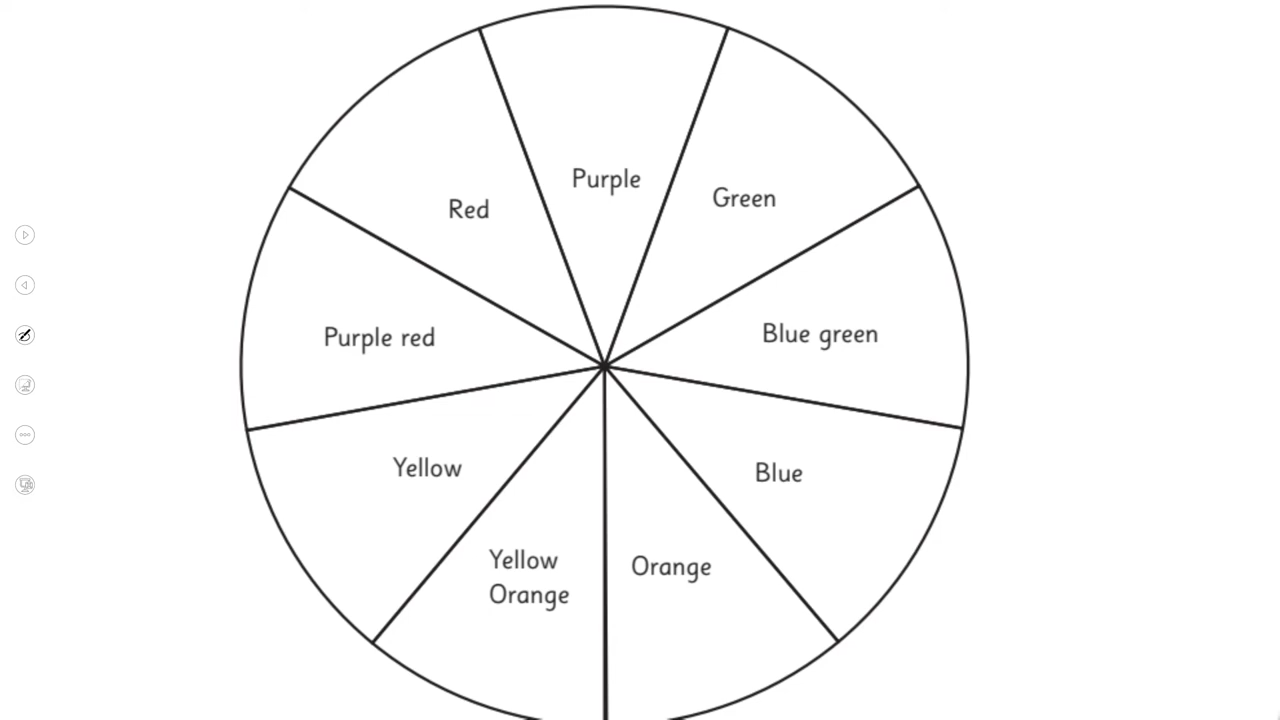 Purple
Green
Red
Blue green
Purple red
Yellow
Blue
Yellow
Orange
Orange